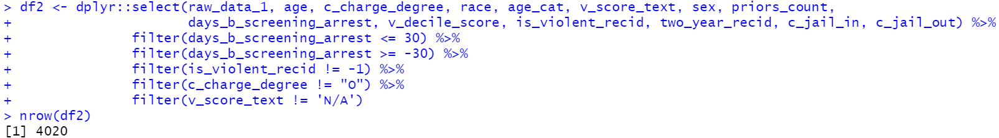 > df2 <- dplyr::select(raw_data_1, age, c_charge_degree, race, age_cat, v_score_text, sex, priors_count,
+                      days_b_screening_arrest, v_decile_score, is_violent_recid, two_year_recid, c_jail_in, c_jail_out) %>%
+               filter(days_b_screening_arrest <= 30) %>%
+               filter(days_b_screening_arrest >= -30) %>%
+               filter(is_violent_recid != -1) %>%
+               filter(c_charge_degree != "O") %>%
+               filter(v_score_text != 'N/A')
> nrow(df2)
[1] 4020